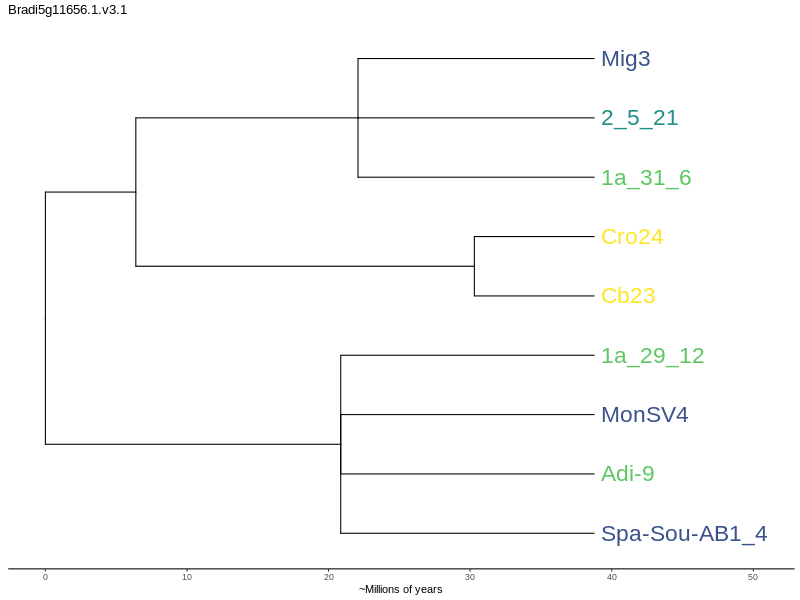 Bradi5g11656.1.v3.1
Mig3
2_5_21
1a_31_6
Cro24
Cb23
1a_29_12
MonSV4
Adi-9
Spa-Sou-AB1_4
0 10 20 30 40 50
~Millions of years